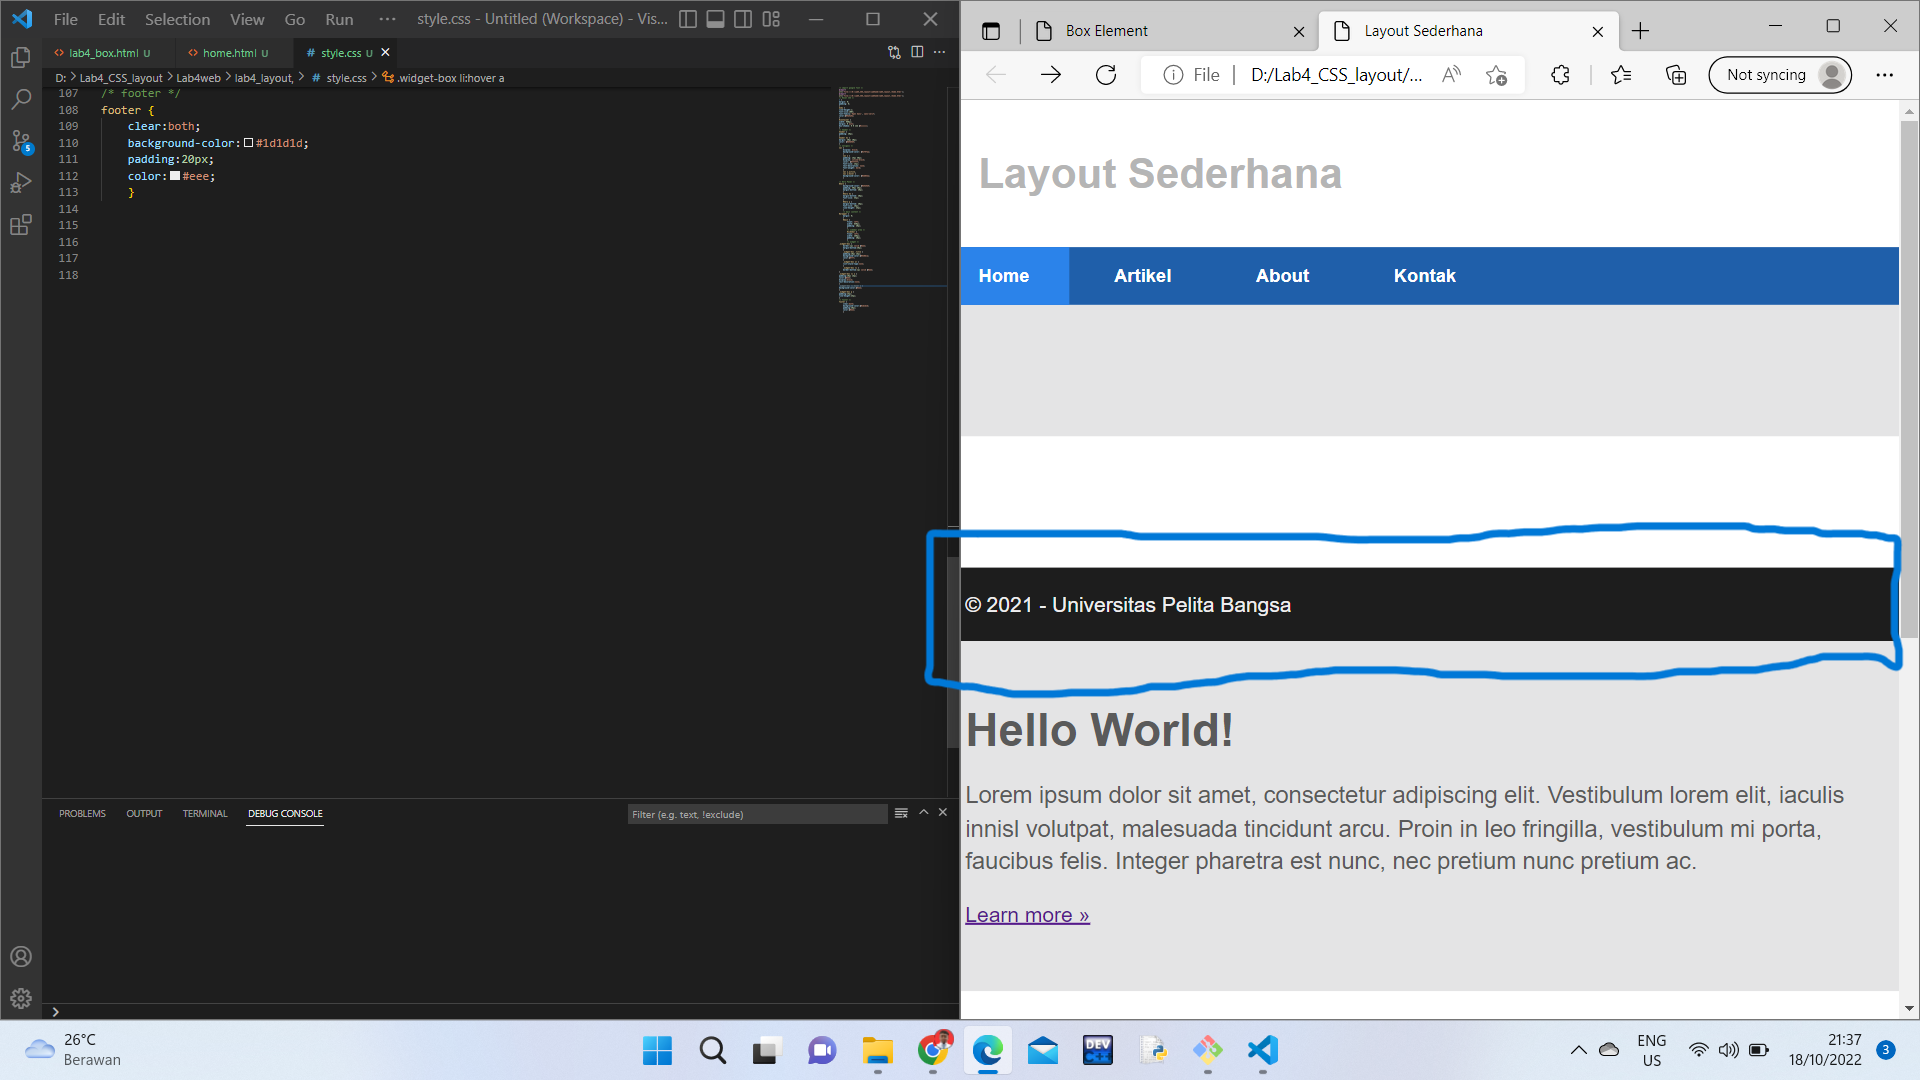 File Edit Selection View Go Run ··· style.css - Untitled (Workspace) - Vis...
lab4_box.html U
home.html U
# style.css U
D: > Lab4_CSS_layout > Lab4web > lab4_layout, > # style.css > .widget-box li:hover a
107 /* footer */
108 footer {
109 clear:both;
110 background-color: #1d1d1d;
111 padding:20px;
112 color: #eee;
113 }
114
115
116
117
118
5
PROBLEMS OUTPUT TERMINAL DEBUG CONSOLE
Filter (e.g. text, !exclude)
Box Element
Layout Sederhana
File | D:/Lab4_CSS_layout/...
Not syncing
Layout Sederhana
Home Artikel About Kontak
© 2021 - Universitas Pelita Bangsa
Hello World!
Lorem ipsum dolor sit amet, consectetur adipiscing elit. Vestibulum lorem elit, iaculis
innisl volutpat, malesuada tincidunt arcu. Proin in leo fringilla, vestibulum mi porta,
faucibus felis. Integer pharetra est nunc, nec pretium nunc pretium ac.
Learn more »
26°C
Berawan
DEV
ENG
US
21:37
18/10/2022
3